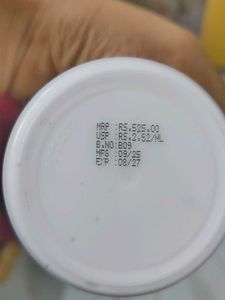 MRP :RS.525.00
USP :RS.2.62/ML
B.NO:B09
MFG :09/25
EXP :08/27